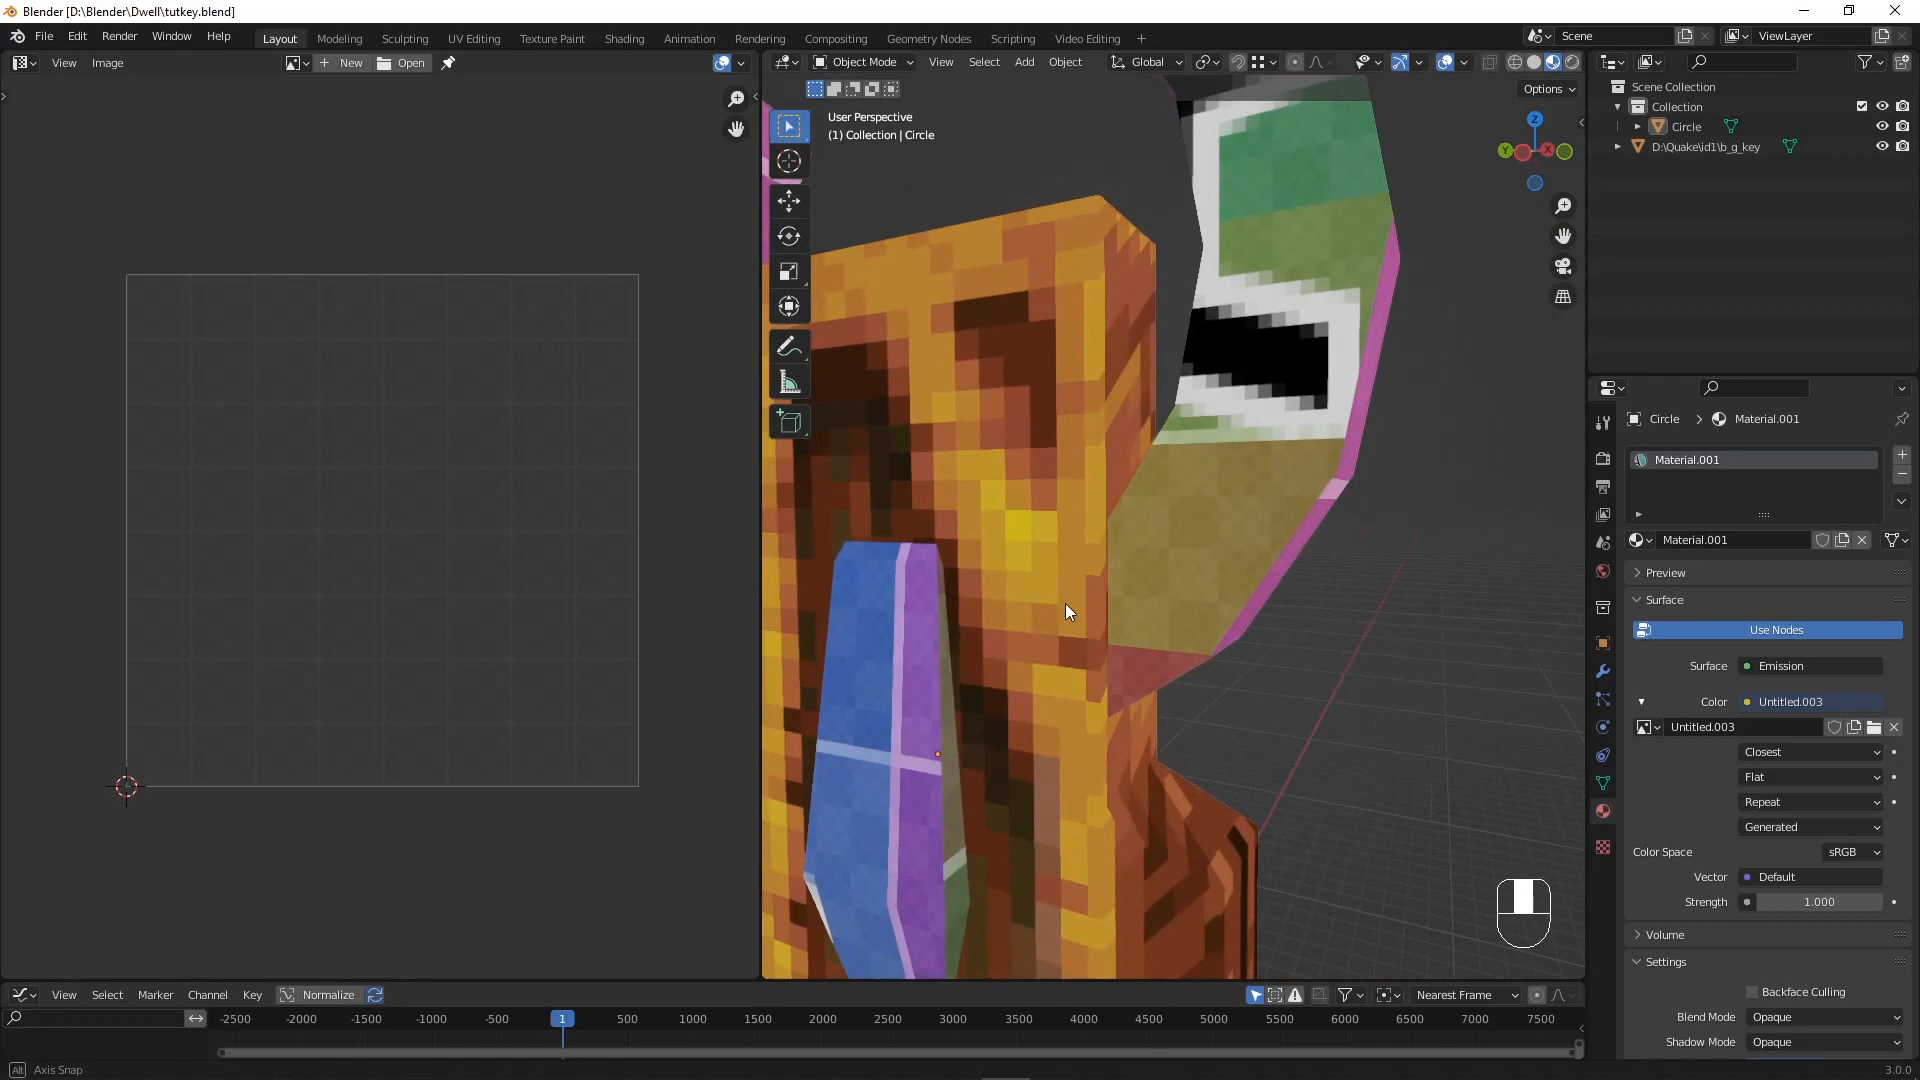 Blender [D:\Blender\Dwell\tutkey.blend]
File Edit Render Window Help Layout Modeling Sculpting UV Editing Texture Paint Shading Animation Rendering Compositing Geometry Nodes Scripting Video Editing + Scene ViewLayer
View Image + New Open Object Mode View Select Add Object Global
Options
User Perspective
(1) Collection | Circle
Z
Y
X
Scene Collection
Collection
Circle
D:\Quake\id1\b_g_key
Circle > Material.001
Material.001
Material.001
Preview
Surface
Use Nodes
Surface Emission
Color Untitled.003
Untitled.003
Closest
Flat
Repeat
Generated
Color Space sRGB
Vector Default
Strength 1.000
Volume
Settings
Backface Culling
Blend Mode Opaque
Shadow Mode Opaque
View Select Marker Channel Key Normalize Nearest Frame
-2500 -2000 -1500 -1000 -500 1 500 1000 1500 2000 2500 3000 3500 4000 4500 5000 5500 6000 6500 7000 7500
Alt Axis Snap 3.0.0